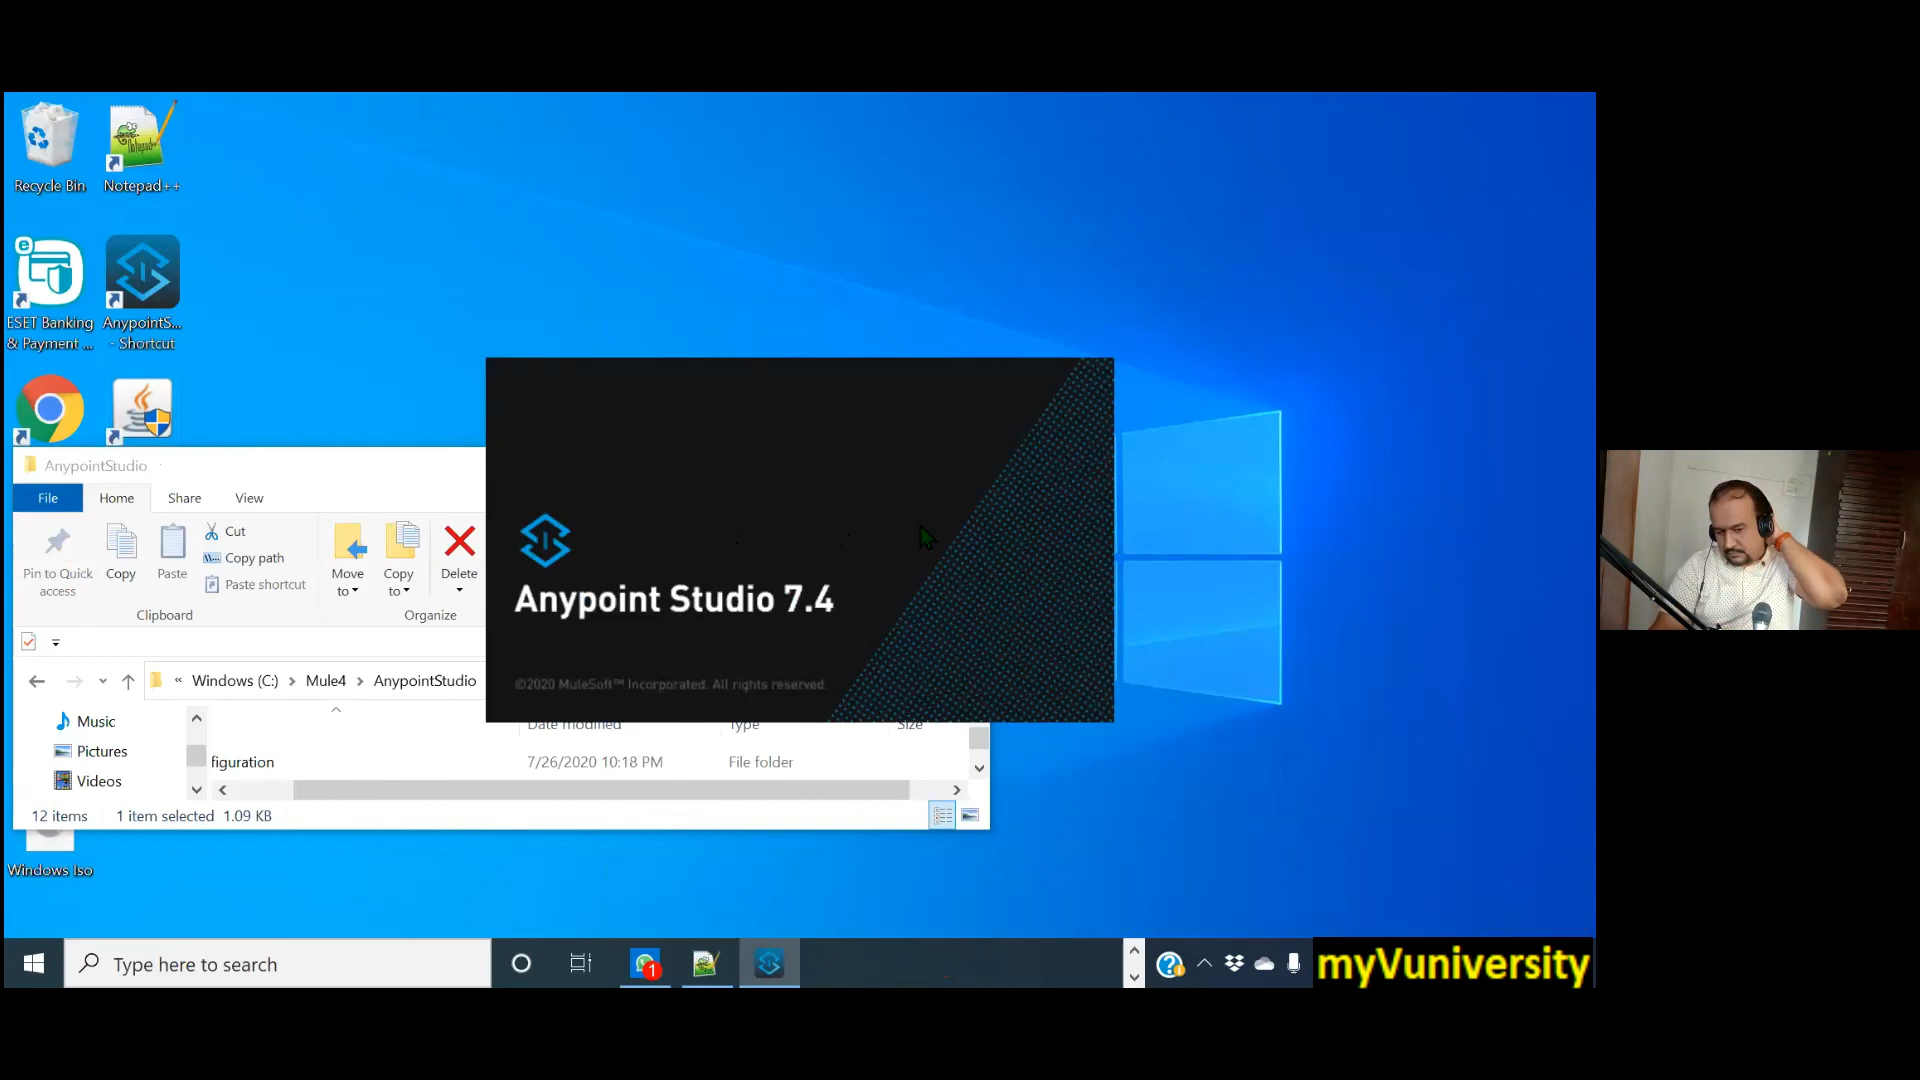 Recycle Bin
Notepad++
ESET Banking
& Payment ...
AnypointS...
- Shortcut
AnypointStudio
File
Home
Share
View
Pin to Quick
access
Copy
Paste
Cut
Copy path
Paste shortcut
Move
to
Copy
to
Delete
Clipboard
Organize
« Windows (C:) > Mule4 > AnypointStudio
Music
Pictures
Videos
Date modified
Type
Size
figuration
7/26/2020 10:18 PM
File folder
12 items
1 item selected 1.09 KB
Anypoint Studio 7.4
©2020 MuleSoft™ Incorporated. All rights reserved.
Windows Iso
Type here to search
1
myVuniversity